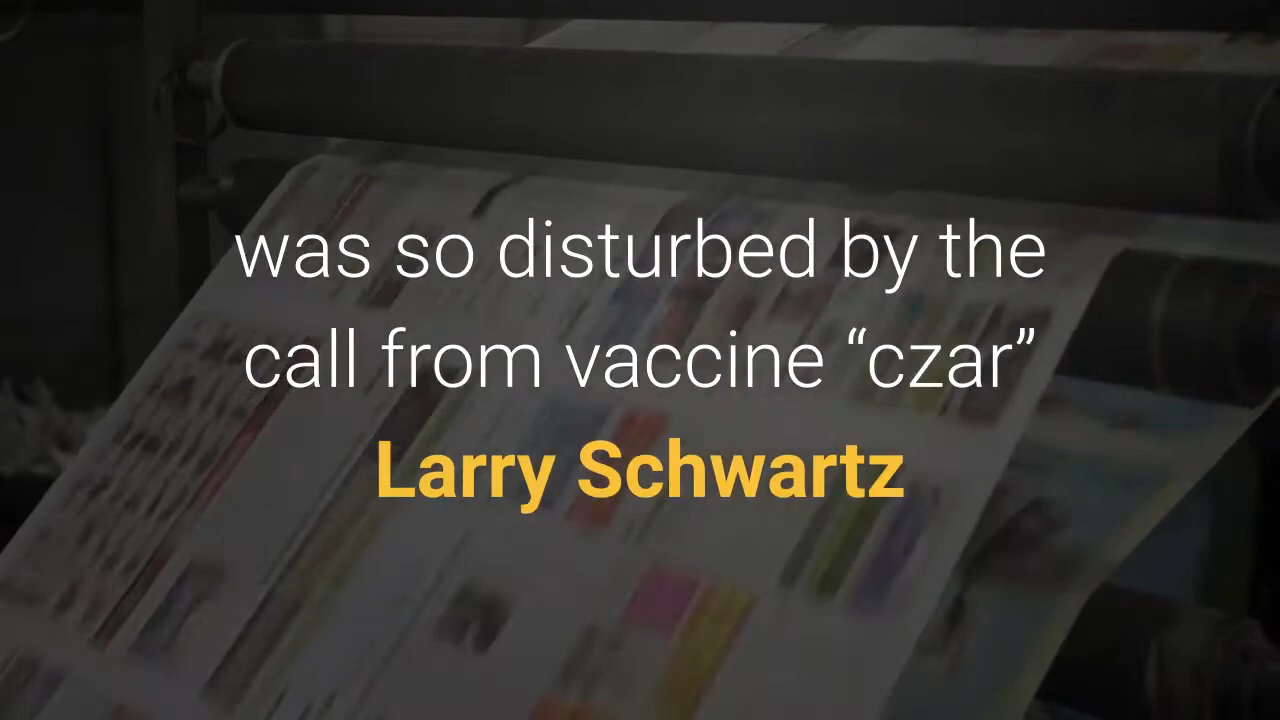 was so disturbed by the
call from vaccine “czar”
Larry Schwartz